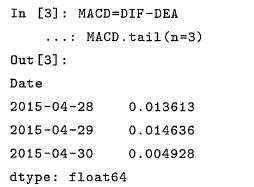 In [3]: MACD=DIF-DEA
   ...: MACD.tail(n=3)
Out[3]:
Date
2015-04-28    0.013613
2015-04-29    0.014636
2015-04-30    0.004928
dtype: float64